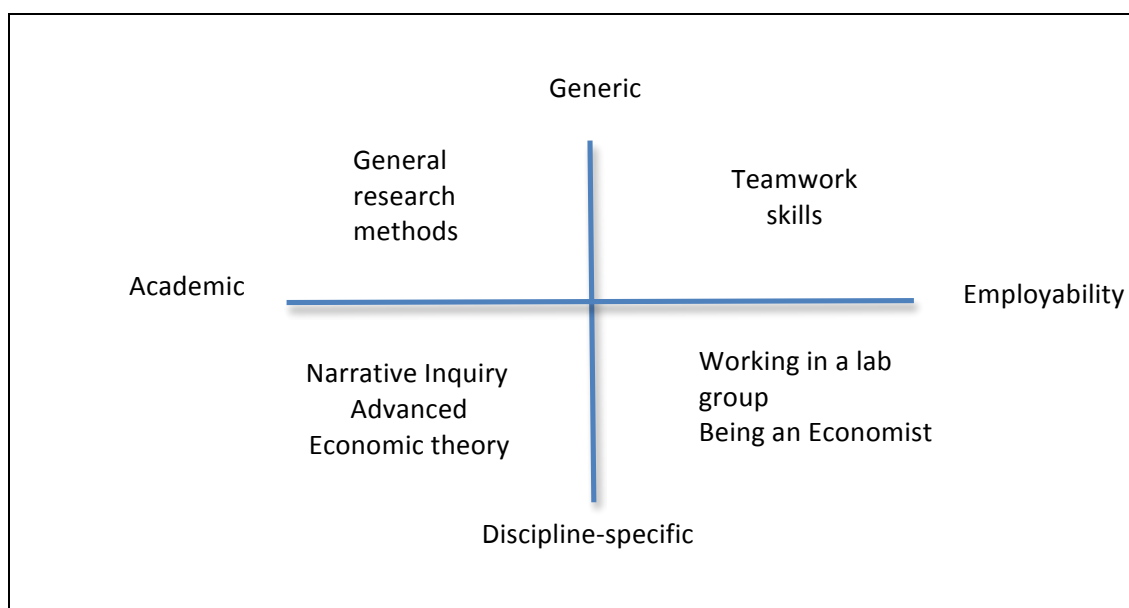 Generic
General
research
methods
Teamwork
skills
Academic
Employability
Narrative Inquiry
Advanced
Economic theory
Working in a lab
group
Being an Economist
Discipline-specific